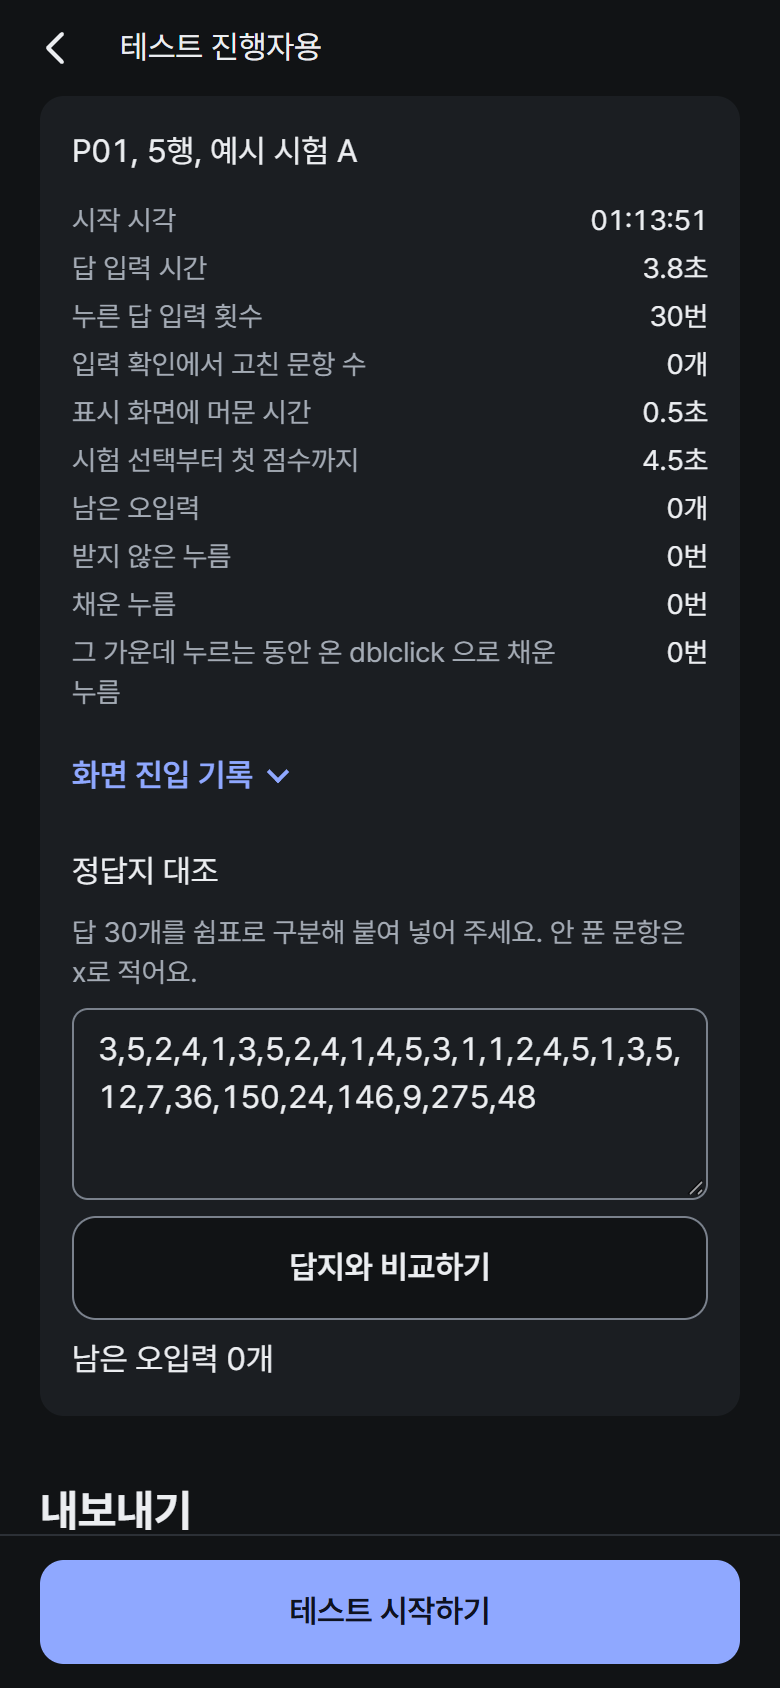 테스트 진행자용
P01, 5행, 예시 시험 A
시작 시각 01:13:51
답 입력 시간 3.8초
누른 답 입력 횟수 30번
입력 확인에서 고친 문항 수 0개
표시 화면에 머문 시간 0.5초
시험 선택부터 첫 점수까지 4.5초
남은 오입력 0개
받지 않은 누름 0번
채운 누름 0번
그 가운데 누르는 동안 온 dblclick 으로 채운 0번
누름
화면 진입 기록
정답지 대조
답 30개를 쉼표로 구분해 붙여 넣어 주세요. 안 푼 문항은
x로 적어요.
3,5,2,4,1,3,5,2,4,1,4,5,3,1,1,2,4,5,1,3,5,
12,7,36,150,24,146,9,275,48
답지와 비교하기
남은 오입력 0개
내보내기
테스트 시작하기